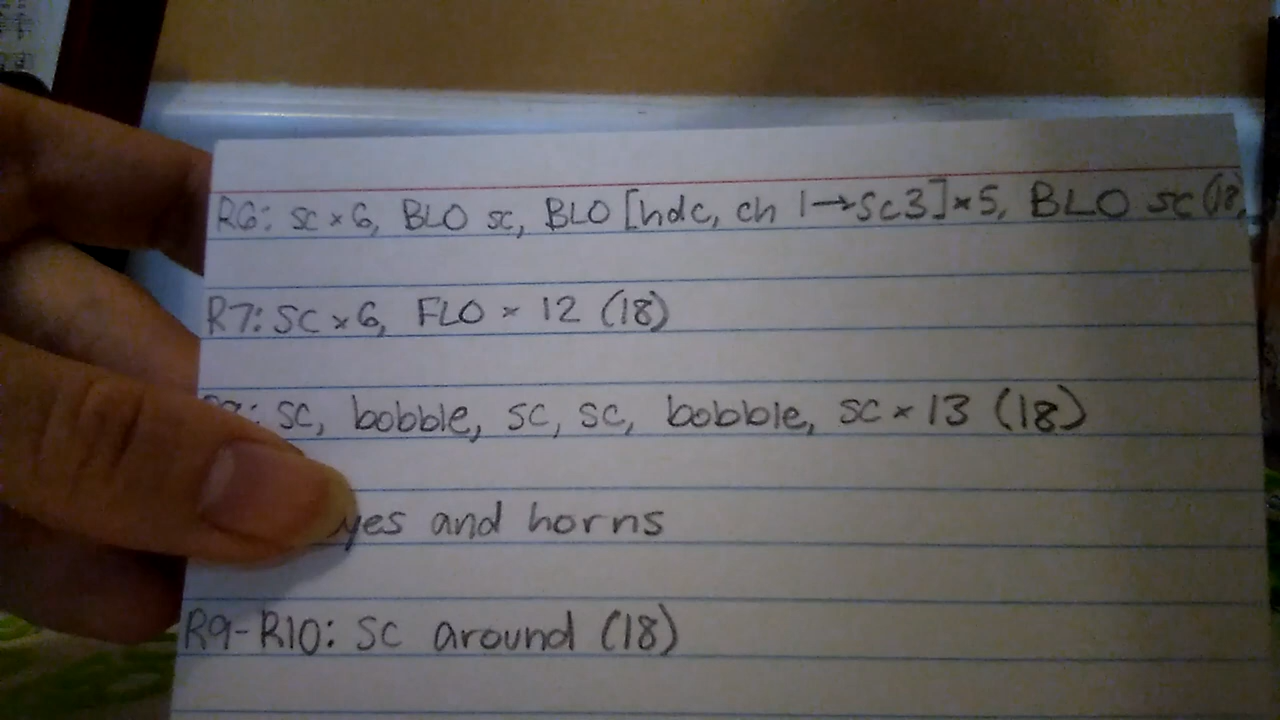 R6: sc × 6, BLO sc, BLO [hdc, ch 1→sc3] × 5, BLO sc (18)
R7: sc × 6, FLO × 12 (18)
: sc, bobble, sc, sc, bobble, sc × 13 (18)
and horns
R9-R10: sc around (18)